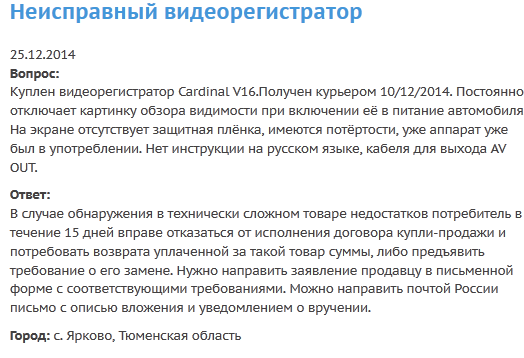 Неисправный видеорегистратор
25.12.2014
Вопрос:
Куплен видеорегистратор Cardinal V16.Получен курьером 10/12/2014. Постоянно
отключает картинку обзора видимости при включении её в питание автомобиля
На экране отсутствует защитная плёнка, имеются потёртости, уже аппарат уже
был в употреблении. Нет инструкции на русском языке, кабеля для выхода AV
OUT.
Ответ:
В случае обнаружения в технически сложном товаре недостатков потребитель в
течение 15 дней вправе отказаться от исполнения договора купли-продажи и
потребовать возврата уплаченной за такой товар суммы, либо предъявить
требование о его замене. Нужно направить заявление продавцу в письменной
форме с соответствующими требованиями. Можно направить почтой России
письмо с описью вложения и уведомлением о вручении.
Город: с. Ярково, Тюменская область